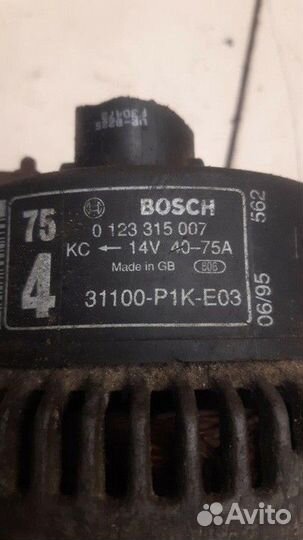 75
BOSCH
0 123 315 007
KC ← 14V 40-75A
Made in GB 806
4
31100-P1K-E03
06/95 562
Avito